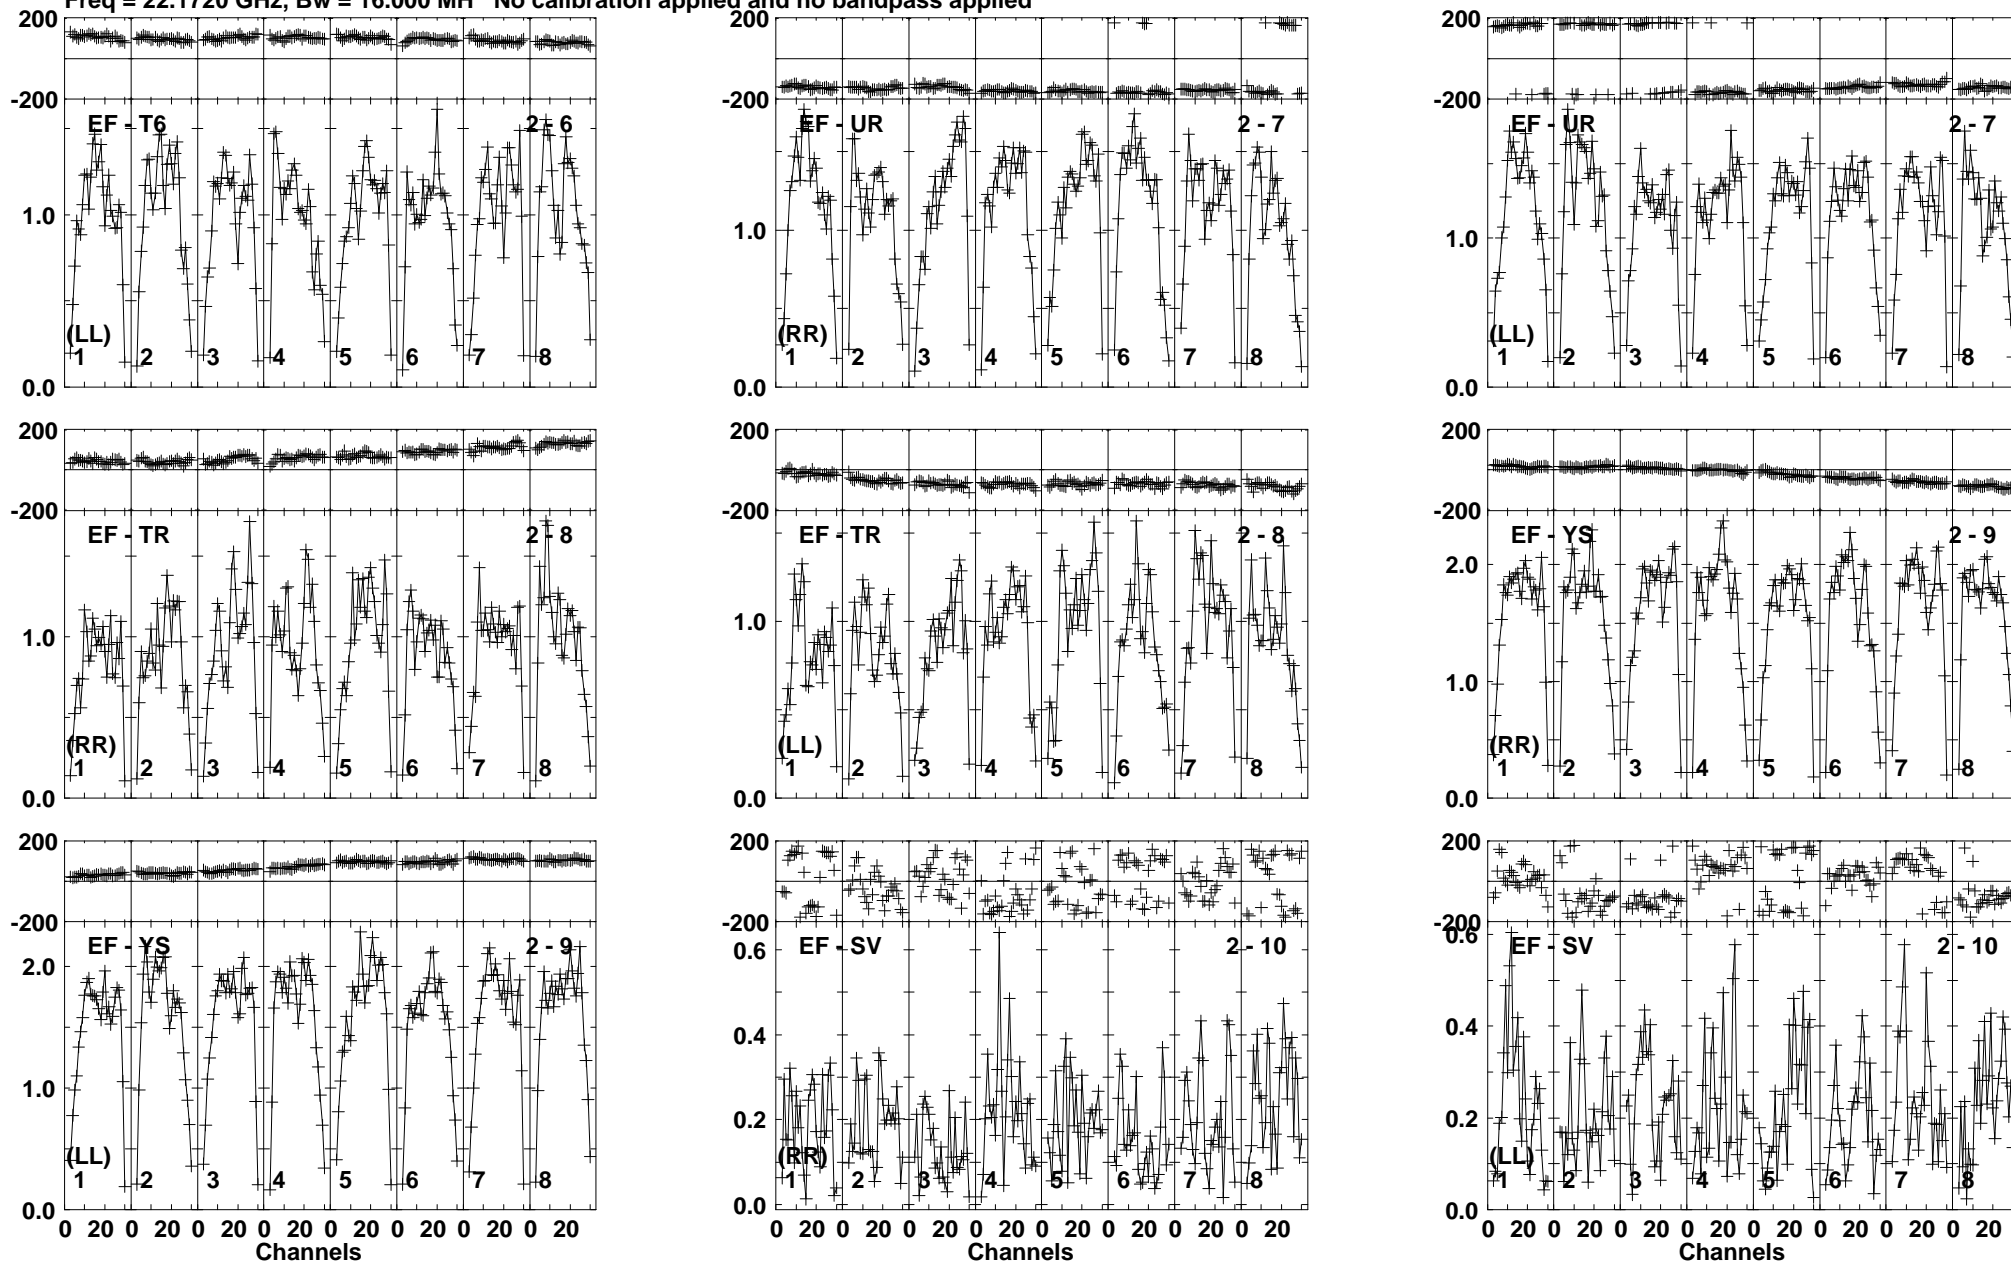 Freq = 22.1720 GHz, Bw = 16.000 MH No calibration applied and no bandpass applied
200 200 200
-200 -200 -200
EF - T6 2 - 6 EF - UR 2 - 7 EF - UR 2 - 7
1.0 1.0 1.0
(LL) (RR) (LL)
1 2 3 4 5 6 7 8 1 2 3 4 5 6 7 8 1 2 3 4 5 6 7 8
0.0 0.0 0.0
200 200 200
-200 -200 -200
EF - TR 2 - 8 EF - TR 2 - 8 EF - YS 2 - 9
2.0
1.0 1.0 1.0
(RR) (LL) (RR)
1 2 3 4 5 6 7 8 1 2 3 4 5 6 7 8 1 2 3 4 5 6 7 8
0.0 0.0 0.0
200 200 200
-200 -200 -200
EF - YS 2 - 9 EF - SV 2 - 10 EF - SV 2 - 10
2.0 0.6 0.6
0.4 0.4
1.0 0.2 0.2
(LL) (RR) (LL)
1 2 3 4 5 6 7 8 1 2 3 4 5 6 7 8 1 2 3 4 5 6 7 8
0.0 0.0 0.0
0 20 0 20 0 20 0 20 0 20 0 20 0 20 0 20 0 20 0 20 0 20 0 20 0 20 0 20 0 20 0 20 0 20 0 20 0 20 0 20 0 20 0 20 0 20 0 20
Channels Channels Channels